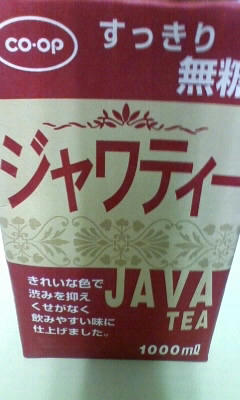 CO-OP
すっきり
無糖
ジャワティー
きれいな色で
渋みを抑え
くせがなく
飲みやすい味に
仕上げました。
JAVA
TEA
1000ml